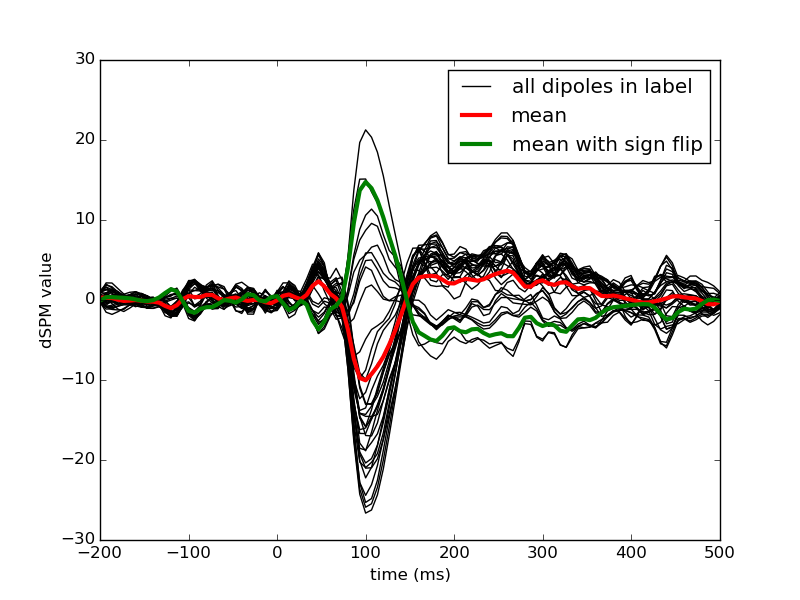 30
20
10
0
−10
−20
−30
dSPM value
all dipoles in label
mean
mean with sign flip
−200 −100 0 100 200 300 400 500
time (ms)